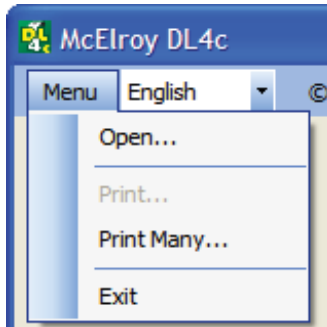 McElroy DL4c
Menu English ©
Open...
Print...
Print Many...
Exit